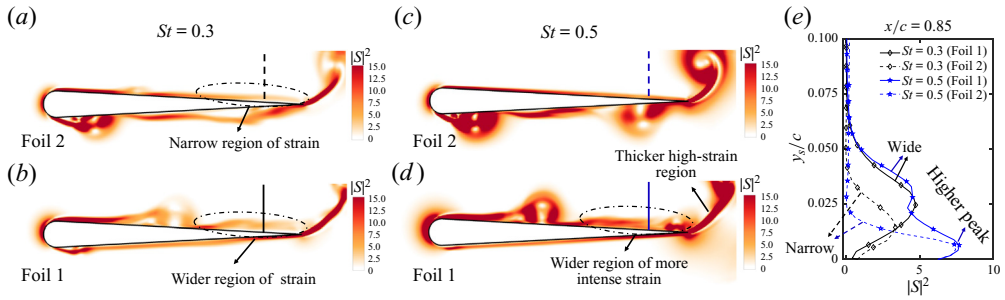 (a)
St = 0.3
|S|²
15.0
12.5
10.0
7.5
5.0
2.5
0
Foil 2
Narrow region of strain
(b)
|S|²
15.0
12.5
10.0
7.5
5.0
2.5
0
Foil 1
Wider region of strain
(c)
St = 0.5
|S|²
15.0
12.5
10.0
7.5
5.0
2.5
0
Foil 2
Thicker high-strain
region
(d)
|S|²
15.0
12.5
10.0
7.5
5.0
2.5
0
Foil 1
Wider region of more
intense strain
(e)
x/c = 0.85
0.100
0.075
0.050
0.025
0
yₛ/c
St = 0.3 (Foil 1)
St = 0.3 (Foil 2)
St = 0.5 (Foil 1)
St = 0.5 (Foil 2)
Wide
Higher peak
Narrow
0
5
10
|S|²